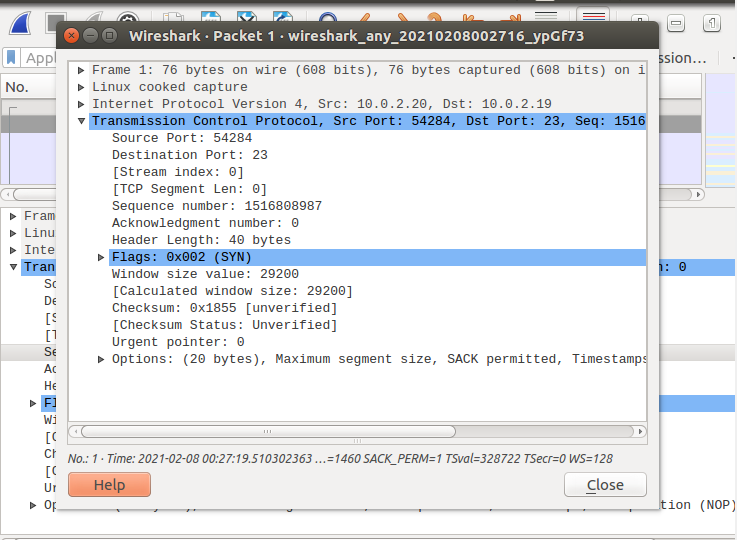 Wireshark · Packet 1 · wireshark_any_20210208002716_ypGf73
Appl
ssion…
No.
Frame 1: 76 bytes on wire (608 bits), 76 bytes captured (608 bits) on i
Linux cooked capture
Internet Protocol Version 4, Src: 10.0.2.20, Dst: 10.0.2.19
Transmission Control Protocol, Src Port: 54284, Dst Port: 23, Seq: 1516
Source Port: 54284
Destination Port: 23
[Stream index: 0]
[TCP Segment Len: 0]
Sequence number: 1516808987
Acknowledgment number: 0
Header Length: 40 bytes
Flags: 0x002 (SYN)
Window size value: 29200
[Calculated window size: 29200]
Checksum: 0x1855 [unverified]
[Checksum Status: Unverified]
Urgent pointer: 0
Options: (20 bytes), Maximum segment size, SACK permitted, Timestamps
No.: 1 · Time: 2021-02-08 00:27:19.510302363 …=1460 SACK_PERM=1 TSval=328722 TSecr=0 WS=128
Help
Close
Fram
Linu
Inte
Tran
: 0
So
De
[S
[T
Se
Ac
He
Fl
Wi
[C
Ch
[C
Ur
Op
peration (NOP)